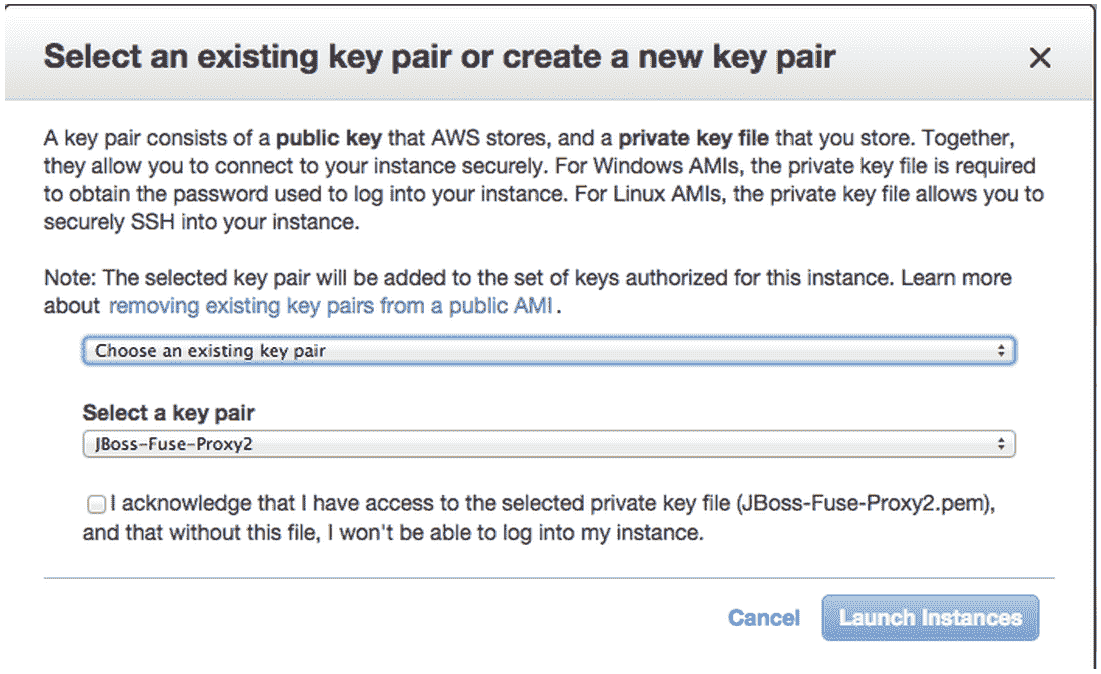 Select an existing key pair or create a new key pair
A key pair consists of a public key that AWS stores, and a private key file that you store. Together,
they allow you to connect to your instance securely. For Windows AMIs, the private key file is required
to obtain the password used to log into your instance. For Linux AMIs, the private key file allows you to
securely SSH into your instance.
Note: The selected key pair will be added to the set of keys authorized for this instance. Learn more
about removing existing key pairs from a public AMI.
Choose an existing key pair
Select a key pair
JBoss-Fuse-Proxy2
I acknowledge that I have access to the selected private key file (JBoss-Fuse-Proxy2.pem),
and that without this file, I won't be able to log into my instance.
Cancel Launch Instances